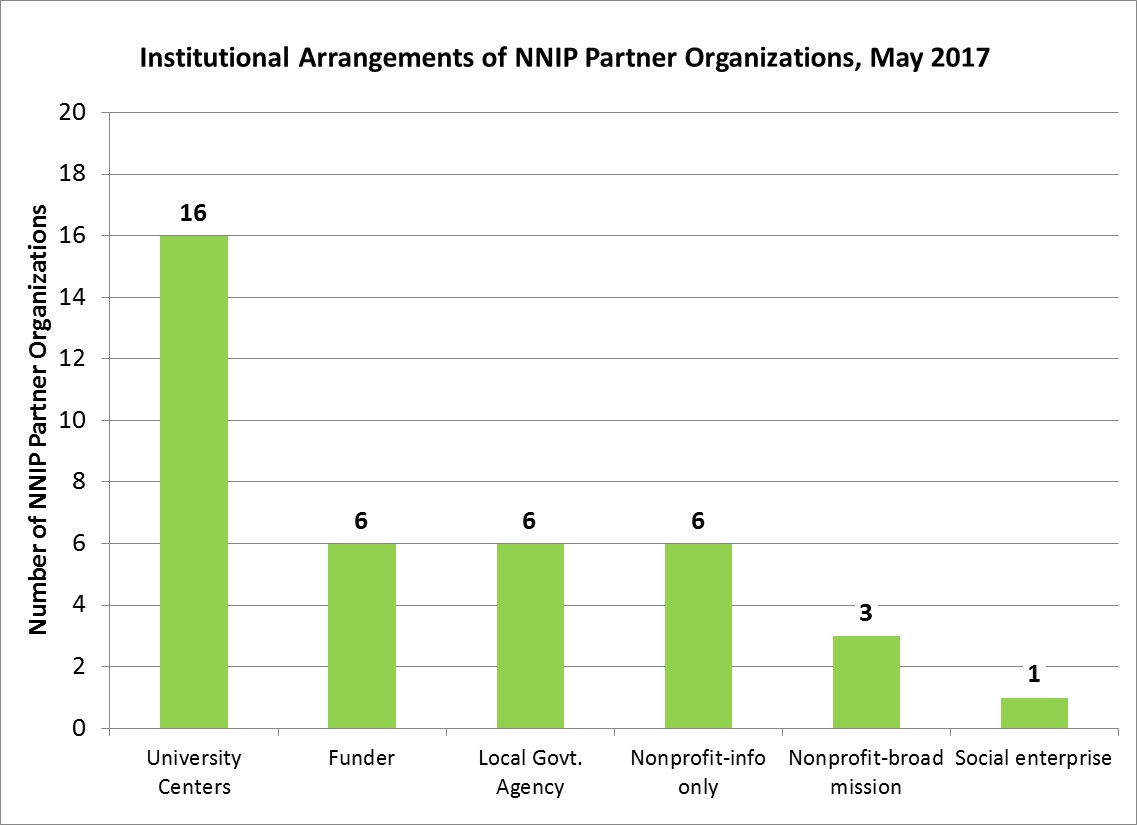 Institutional Arrangements of NNIP Partner Organizations, May 2017
Number of NNIP Partner Organizations
20
18
16
14
12
10
8
6
4
2
0
16
6
6
6
3
1
University
Centers
Funder
Local Govt.
Agency
Nonprofit-info
only
Nonprofit-broad
mission
Social enterprise